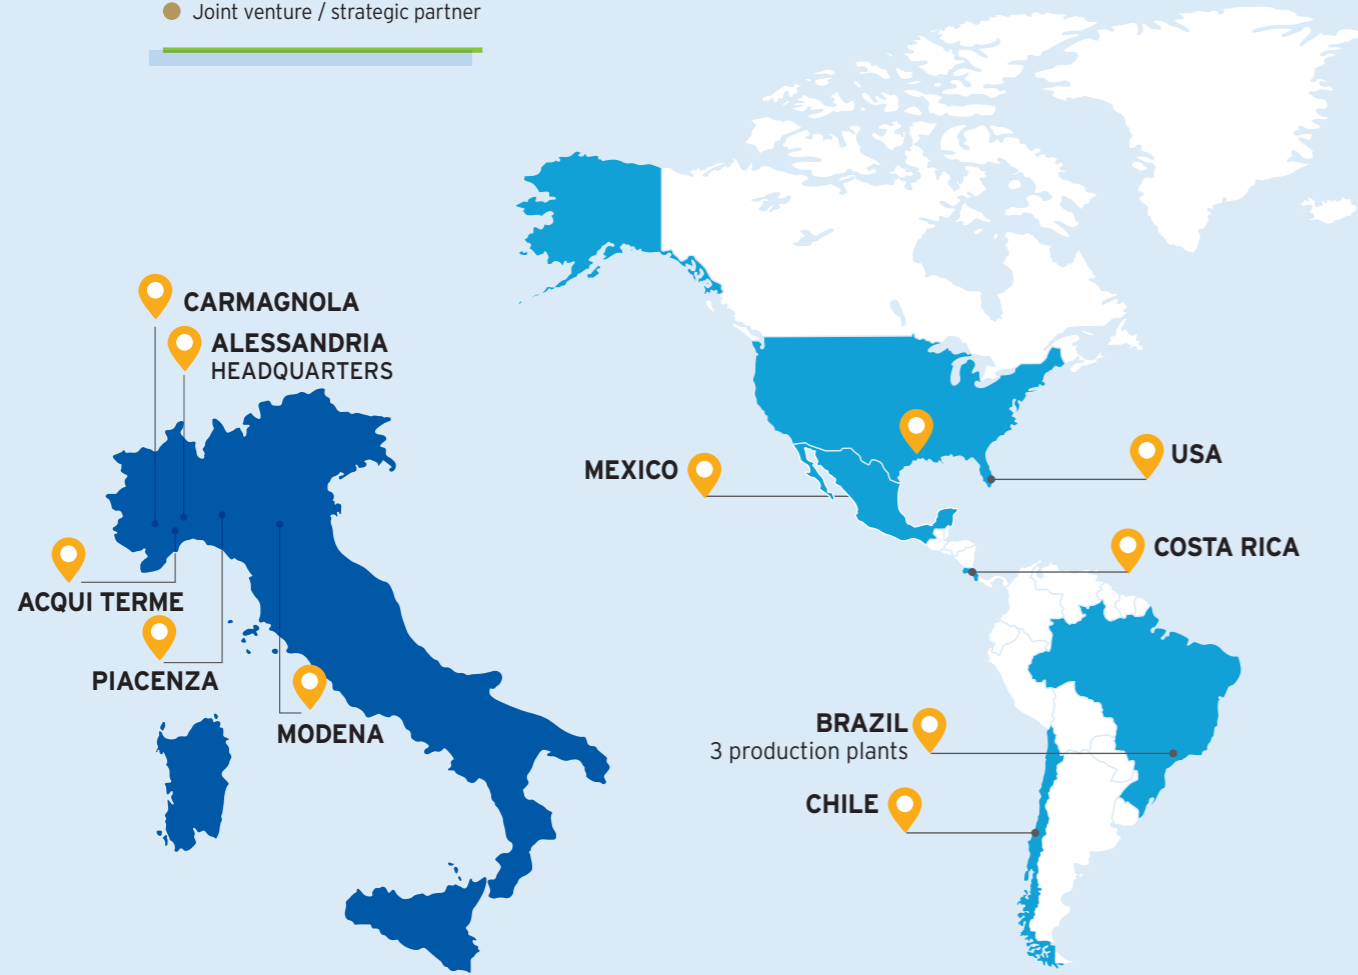 Joint venture / strategic partner
CARMAGNOLA
ALESSANDRIA
HEADQUARTERS
ACQUI TERME
PIACENZA
MODENA
MEXICO
USA
COSTA RICA
BRAZIL
3 production plants
CHILE